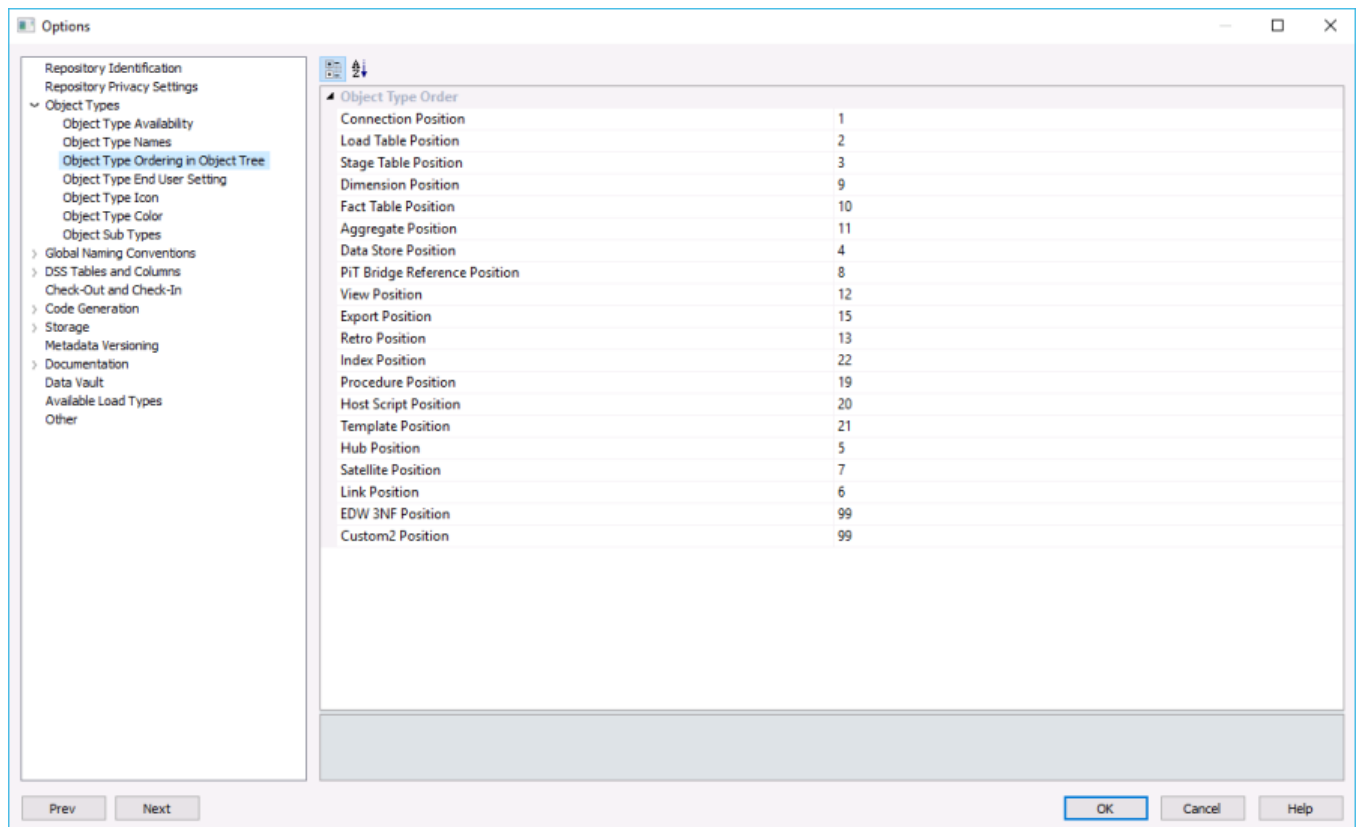 Options
Repository Identification
Repository Privacy Settings
Object Types
Object Type Availability
Object Type Names
Object Type Ordering in Object Tree
Object Type End User Setting
Object Type Icon
Object Type Color
Object Sub Types
Global Naming Conventions
DSS Tables and Columns
Check-Out and Check-In
Code Generation
Storage
Metadata Versioning
Documentation
Data Vault
Available Load Types
Other
Object Type Order
Connection Position 1
Load Table Position 2
Stage Table Position 3
Dimension Position 9
Fact Table Position 10
Aggregate Position 11
Data Store Position 4
PiT Bridge Reference Position 8
View Position 12
Export Position 15
Retro Position 13
Index Position 22
Procedure Position 19
Host Script Position 20
Template Position 21
Hub Position 5
Satellite Position 7
Link Position 6
EDW 3NF Position 99
Custom2 Position 99
Prev Next OK Cancel Help